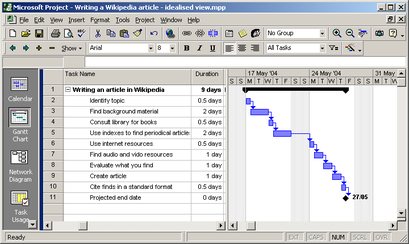 Microsoft Project - Writing a Wikipedia article - idealised view.mpp
File Edit View Insert Format Tools Project Window Help
No Group
Show Arial 8 B I U All Tasks
Task Name Duration 17 May '04 24 May '04 31 May
S S M T W T F S S M T W T F S S M T W
1 Writing an article in Wikipedia 9 days
2 Identify topic 0.5 days
3 Find background material 2 days
4 Consult library for books 0.5 days
5 Use indexes to find periodical article 2 days
6 Use internet resources 0.5 days
7 Find audio and vido resources 1 day
8 Evaluate what you find 1 day
9 Create article 1 day
10 Cite finds in a standard format 0.5 days
11 Projected end date 0 days 27/05
Calendar
Gantt
Chart
Network
Diagram
Task
Usage
Ready EXT CAPS NUM SCRL OVR